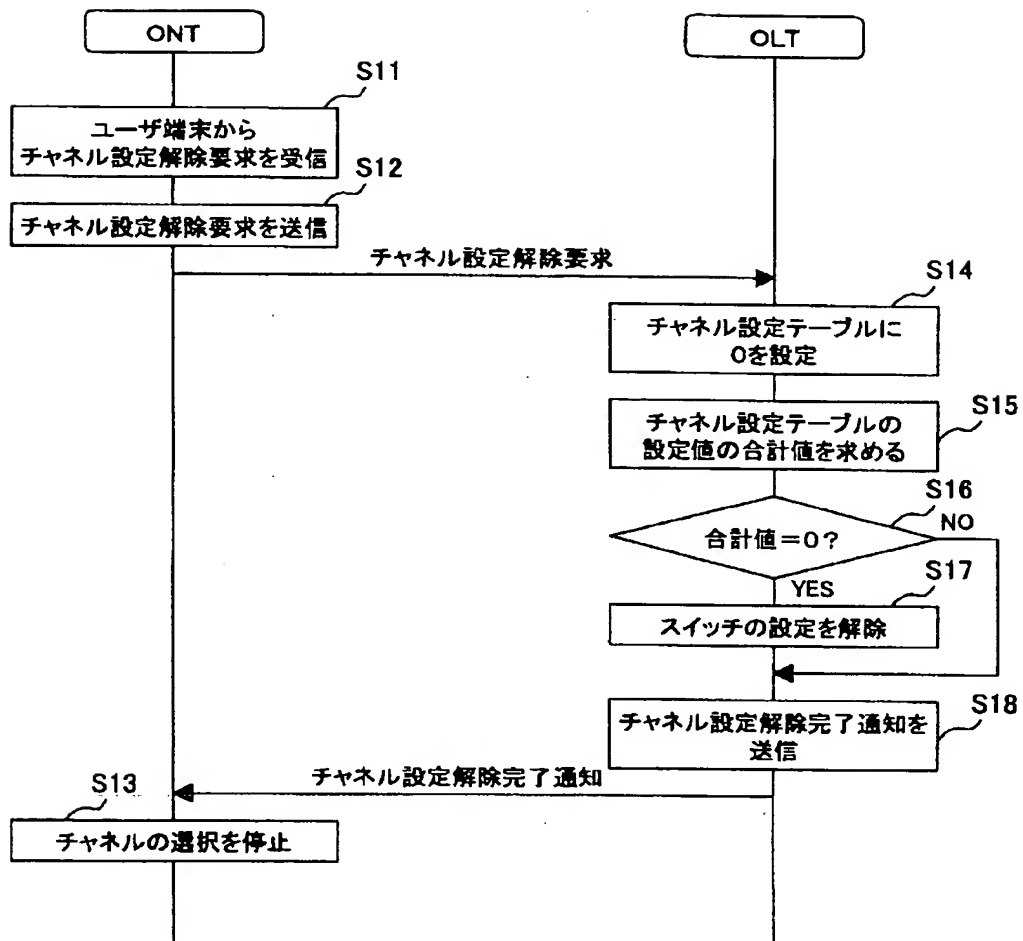 ONT
OLT
S11
ユーザ端末から
チャネル設定解除要求を受信
S12
チャネル設定解除要求を送信
チャネル設定解除要求
S14
チャネル設定テーブルに
0を設定
S15
チャネル設定テーブルの
設定値の合計値を求める
S16
合計値=0?
NO
YES
S17
スイッチの設定を解除
S18
チャネル設定解除完了通知を
送信
チャネル設定解除完了通知
S13
チャネルの選択を停止